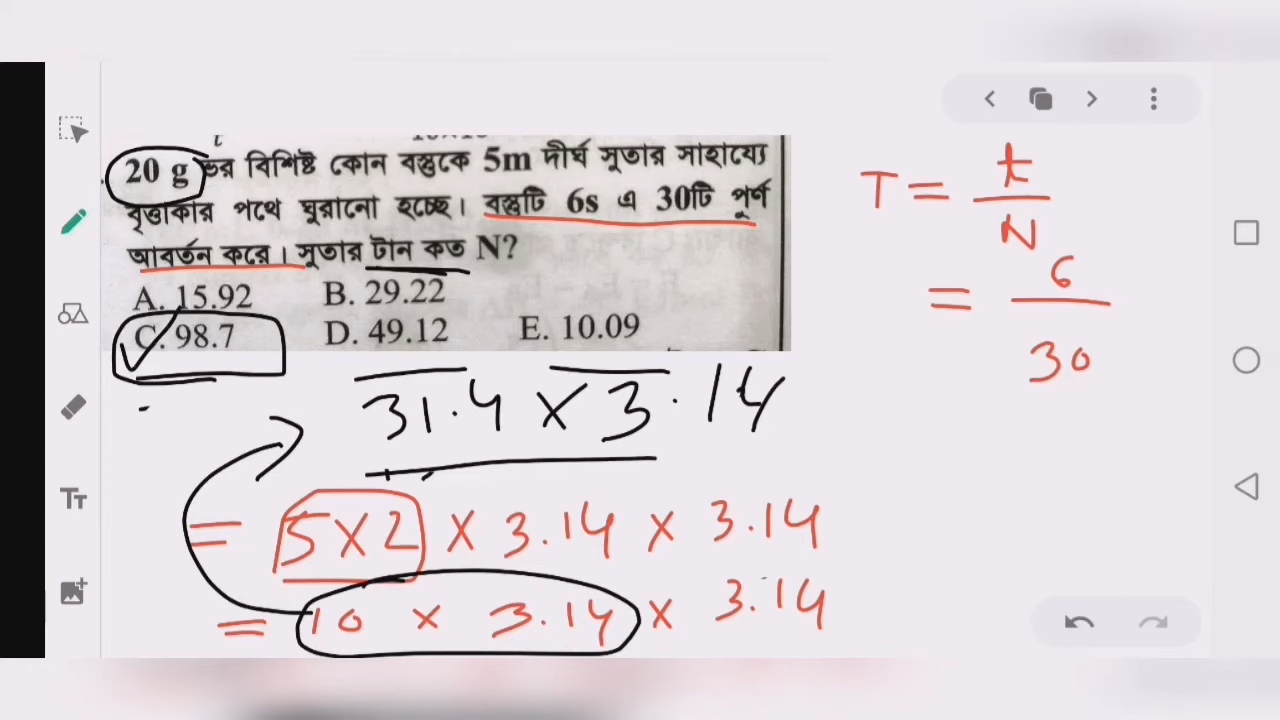 20 g ভর বিশিষ্ট কোন বস্তুকে 5m দীর্ঘ সুতার সাহায্যে
বৃত্তাকার পথে ঘুরানো হচ্ছে। বস্তুটি 6s এ 30টি পূর্ণ
আবর্তন করে। সুতার টান কত N?
A. 15.92 B. 29.22
C. 98.7 D. 49.12 E. 10.09
T = t/N
= 6/30
31.4 × 3.14
= 5×2 × 3.14 × 3.14
= 10 × 3.14 × 3.14
Tт